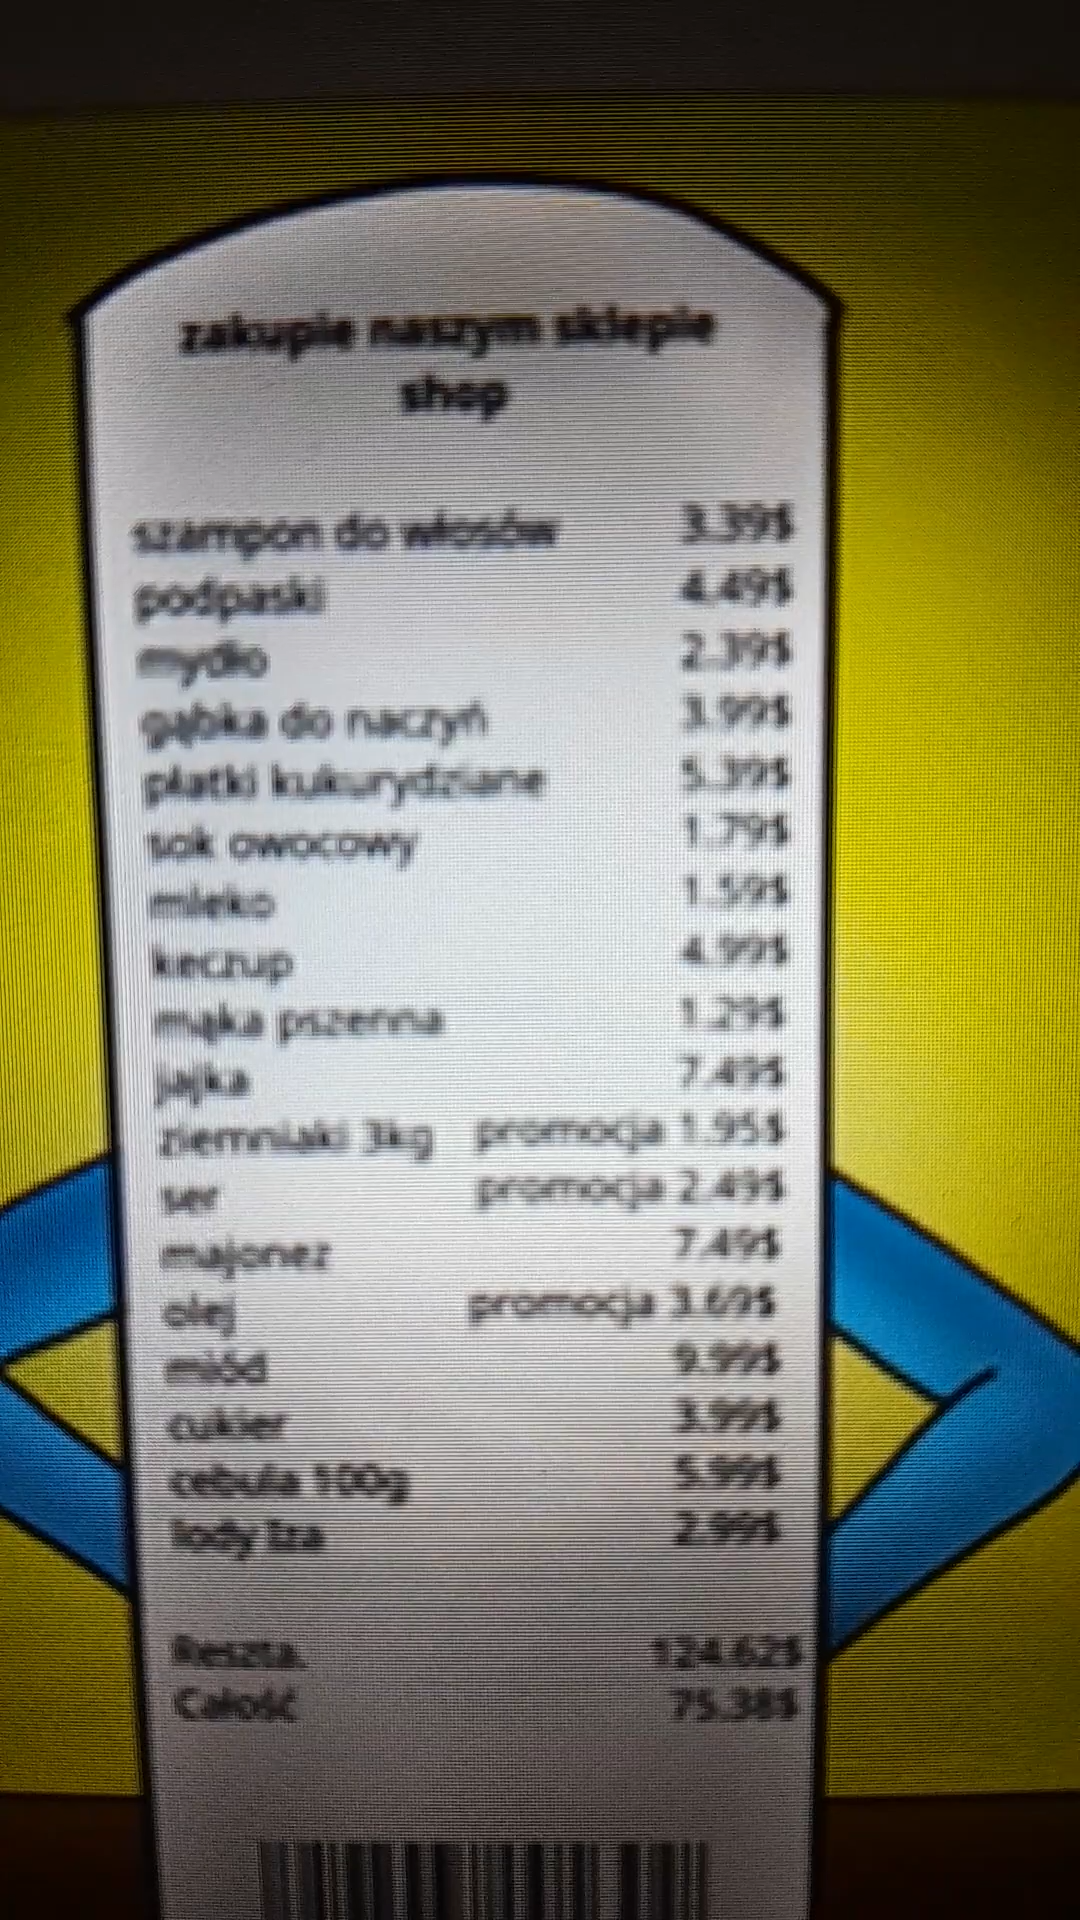 zakupie naszym sklepie
shop
szampon do włosów 3.39$
podpaski 4.49$
mydło 2.39$
gąbka do naczyń 3.99$
płatki kukurydziane 5.39$
sok owocowy 1.79$
mleko 1.59$
keczup 4.99$
mąka pszenna 1.29$
jajka 7.49$
ziemniaki 3kg promocja 1.95$
ser promocja 2.49$
majonez 7.49$
olej promocja 3.69$
miód 9.99$
cukier 3.99$
cebula 100g 5.99$
lody Iza 2.99$
Reszta. 124.62$
Całość 75.38$